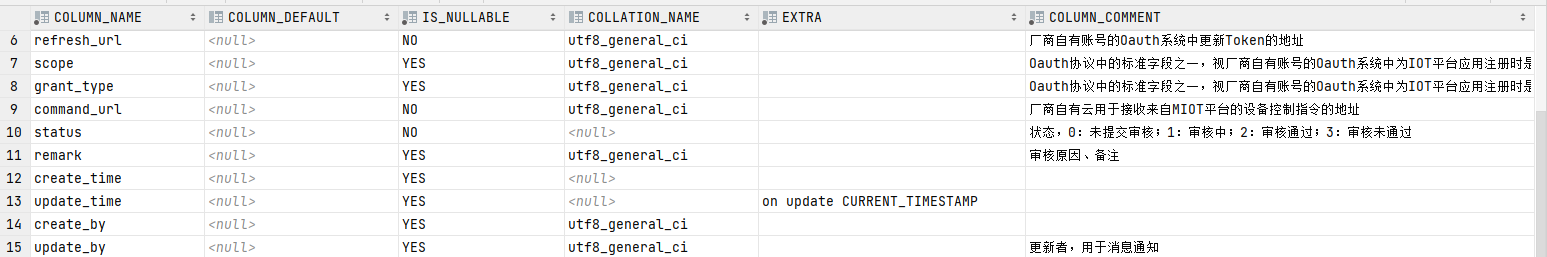 COLUMN_NAME COLUMN_DEFAULT IS_NULLABLE COLLATION_NAME EXTRA COLUMN_COMMENT
6 refresh_url <null> NO utf8_general_ci 厂商自有账号的Oauth系统中更新Token的地址
7 scope <null> YES utf8_general_ci Oauth协议中的标准字段之一，视厂商自有账号的Oauth系统中为IOT平台应用注册时是
8 grant_type <null> YES utf8_general_ci Oauth协议中的标准字段之一，视厂商自有账号的Oauth系统中为IOT平台应用注册时是
9 command_url <null> NO utf8_general_ci 厂商自有云用于接收来自MIOT平台的设备控制指令的地址
10 status <null> NO <null> 状态，0：未提交审核；1：审核中；2：审核通过；3：审核未通过
11 remark <null> YES utf8_general_ci 审核原因、备注
12 create_time <null> YES <null>
13 update_time <null> YES <null> on update CURRENT_TIMESTAMP
14 create_by <null> YES utf8_general_ci
15 update_by <null> YES utf8_general_ci 更新者，用于消息通知